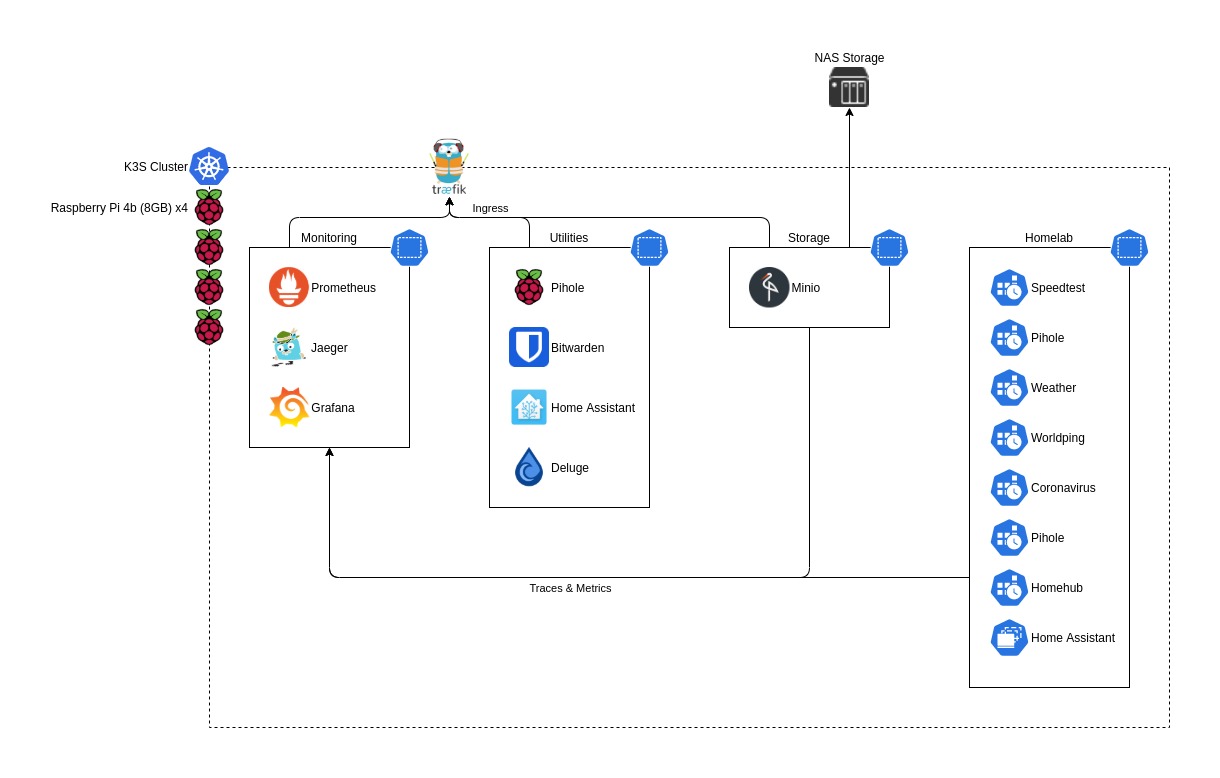 NAS Storage
K3S Cluster
træfik
Raspberry Pi 4b (8GB) x4
Ingress
Monitoring
Utilities
Storage
Homelab
Prometheus
Jaeger
Grafana
Pihole
Bitwarden
Home Assistant
Deluge
Minio
Speedtest
Pihole
Weather
Worldping
Coronavirus
Pihole
Homehub
Home Assistant
Traces & Metrics